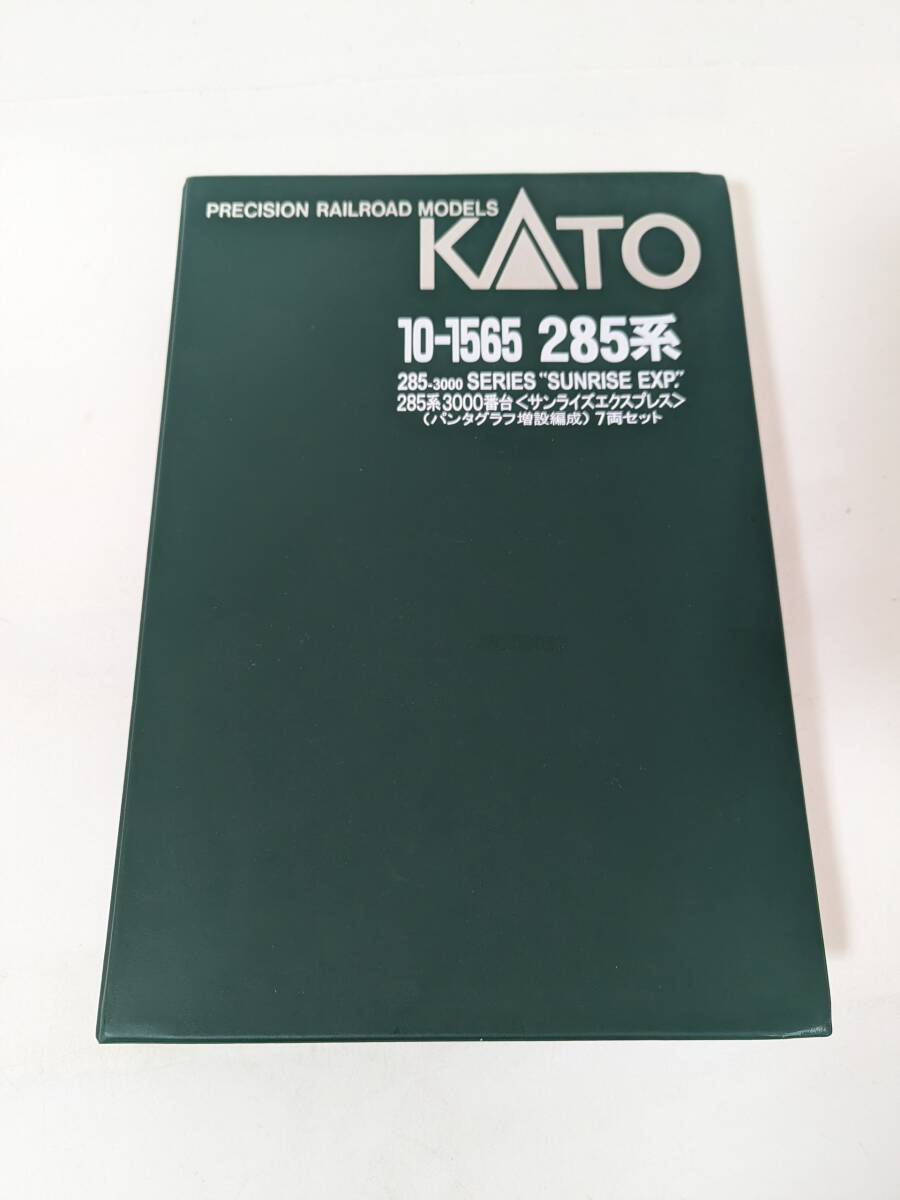 PRECISION RAILROAD MODELS
KATO
10-1565 285系
285-3000 SERIES "SUNRISE EXP."
285系3000番台<サンライズエクスプレス>
(パンタグラフ増設編成) 7両セット